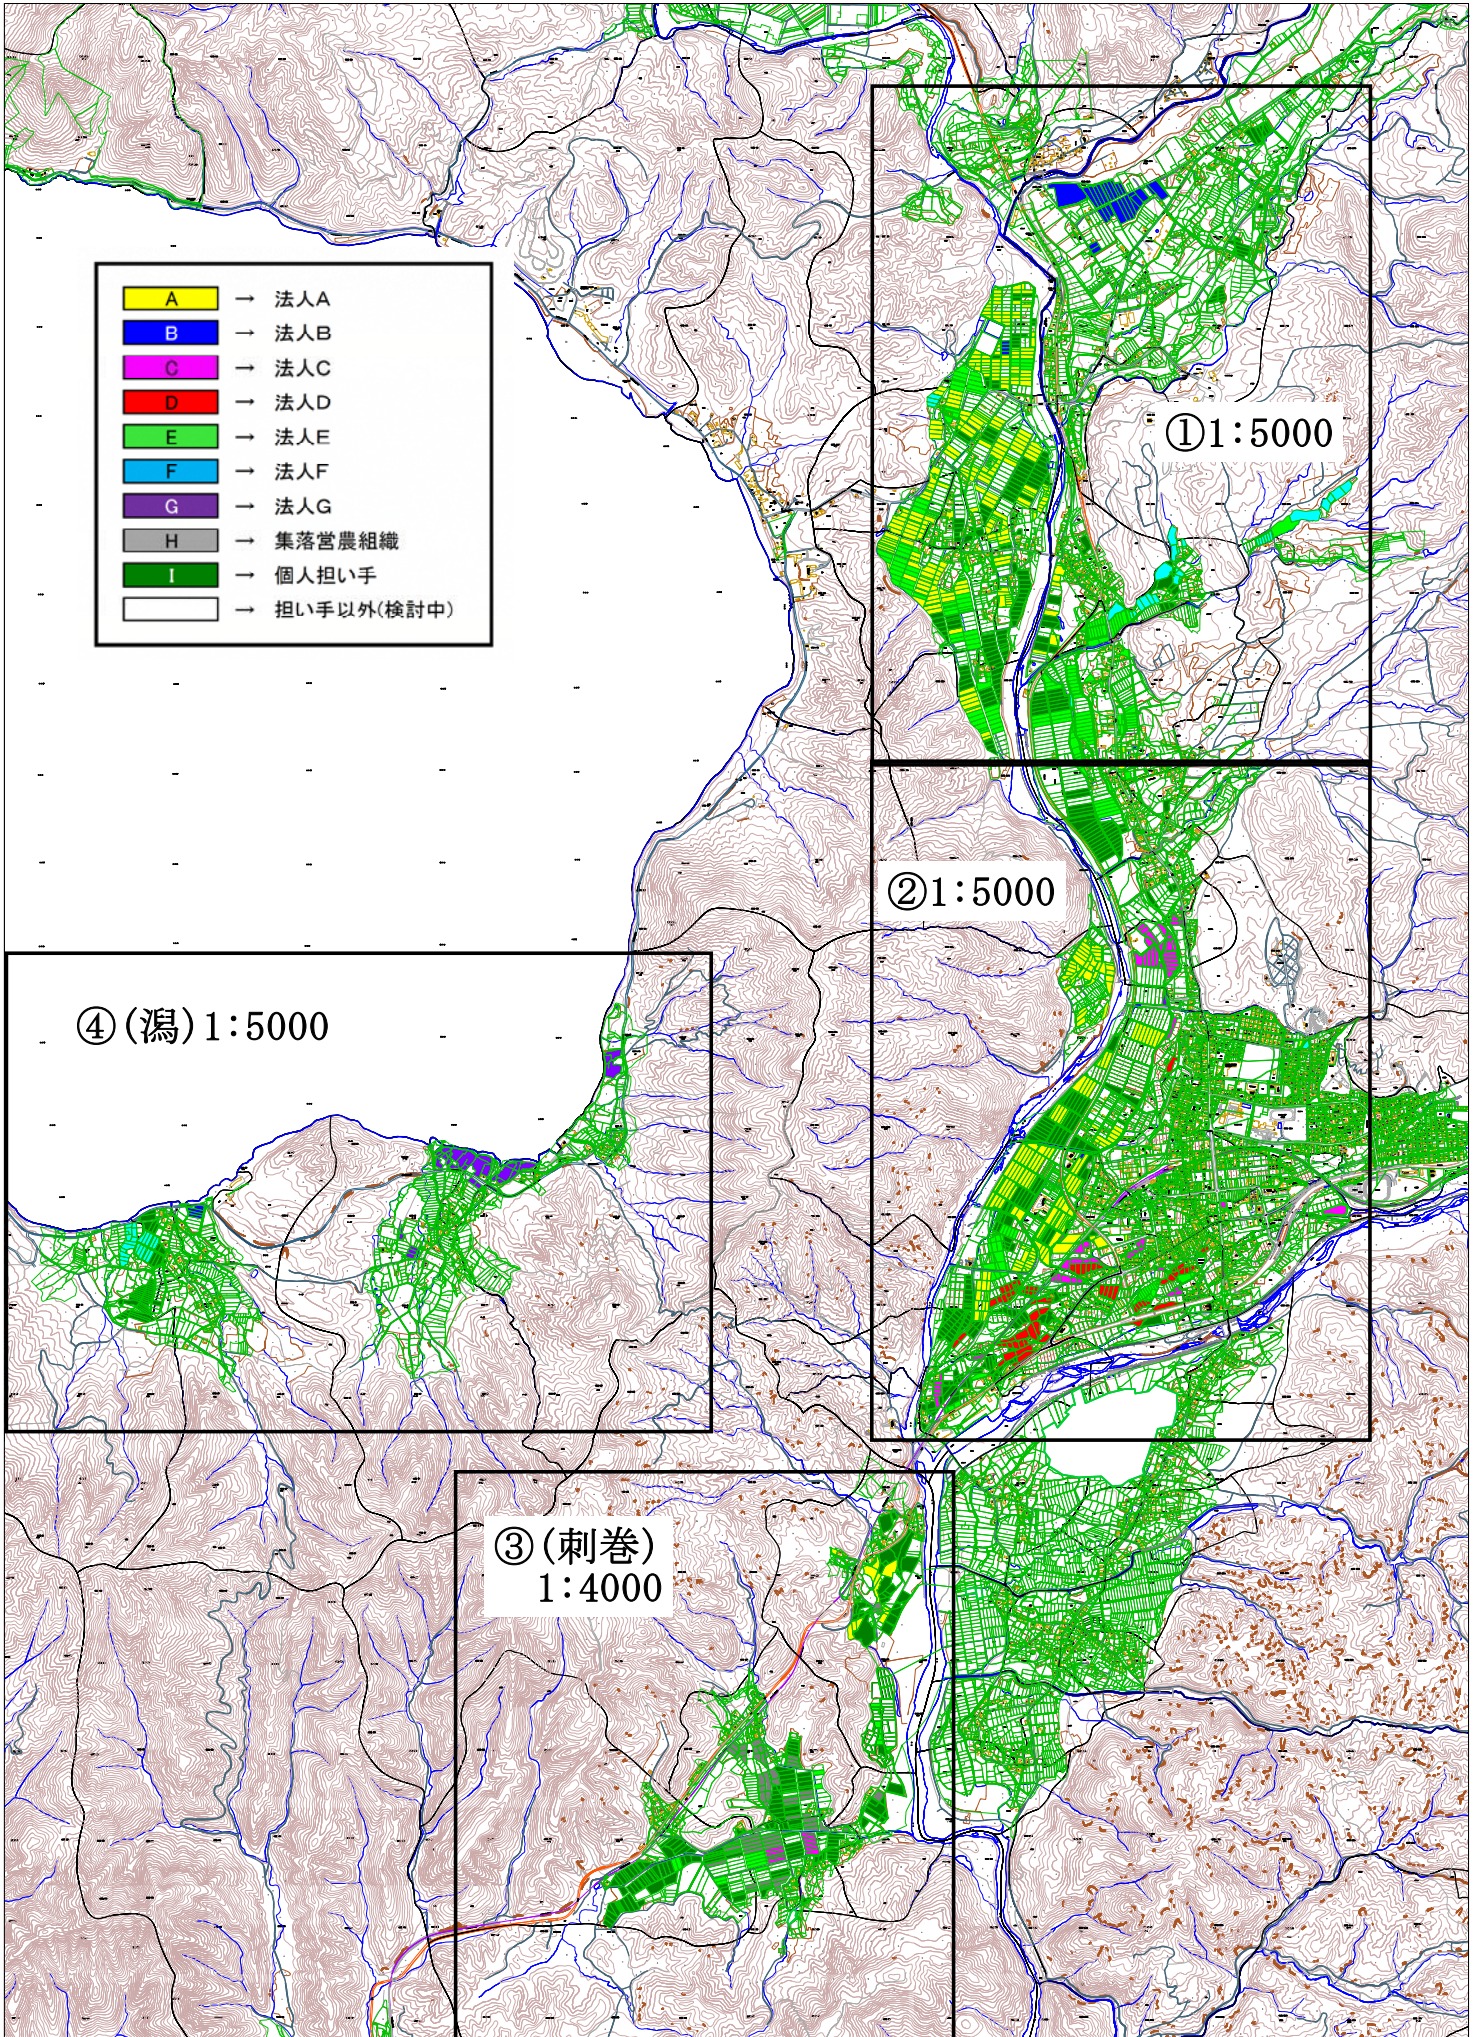 A → 法人A
B → 法人B
C → 法人C
D → 法人D
E → 法人E
F → 法人F
G → 法人G
H → 集落営農組織
I → 個人担い手
→ 担い手以外(検討中)
①1:5000
②1:5000
④(潟)1:5000
③(刺巻)
1:4000